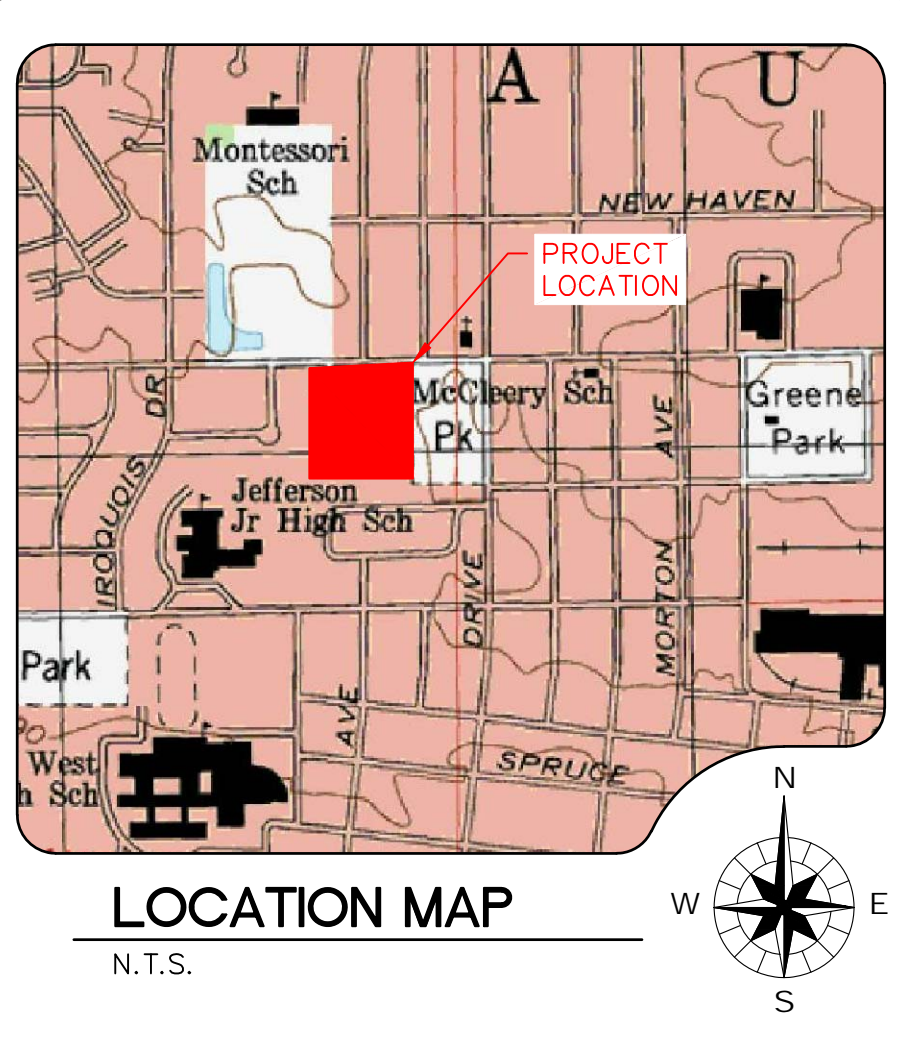 A U
Montessori
Sch
NEW HAVEN
PROJECT
LOCATION
DR
McCleery Sch
Pk
AVE
Greene
Park
IROQUOIS
Jefferson
Jr High Sch
DRIVE
MORTON
Park
AVE
West
h Sch
SPRUCE
N
W E
S
LOCATION MAP
N.T.S.